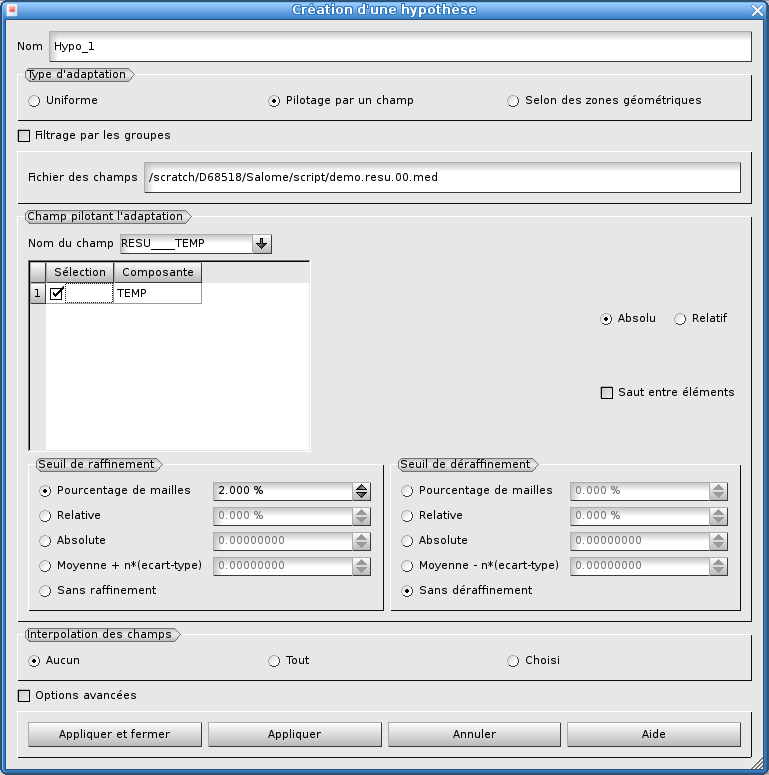 Création d'une hypothèse
Nom Hypo_1
Type d'adaptation
Uniforme Pilotage par un champ Selon des zones géométriques
Filtrage par les groupes
Fichier des champs /scratch/D68518/Salome/script/demo.resu.00.med
Champ pilotant l'adaptation
Nom du champ RESU____TEMP
Sélection Composante
1 TEMP
Absolu Relatif
Saut entre éléments
Seuil de raffinement
Pourcentage de mailles 2.000 %
Relative 0.000 %
Absolute 0.00000000
Moyenne + n*(ecart-type) 0.00000000
Sans raffinement
Seuil de déraffinement
Pourcentage de mailles 0.000 %
Relative 0.000 %
Absolute 0.00000000
Moyenne - n*(ecart-type) 0.00000000
Sans déraffinement
Interpolation des champs
Aucun Tout Choisi
Options avancées
Appliquer et fermer Appliquer Annuler Aide